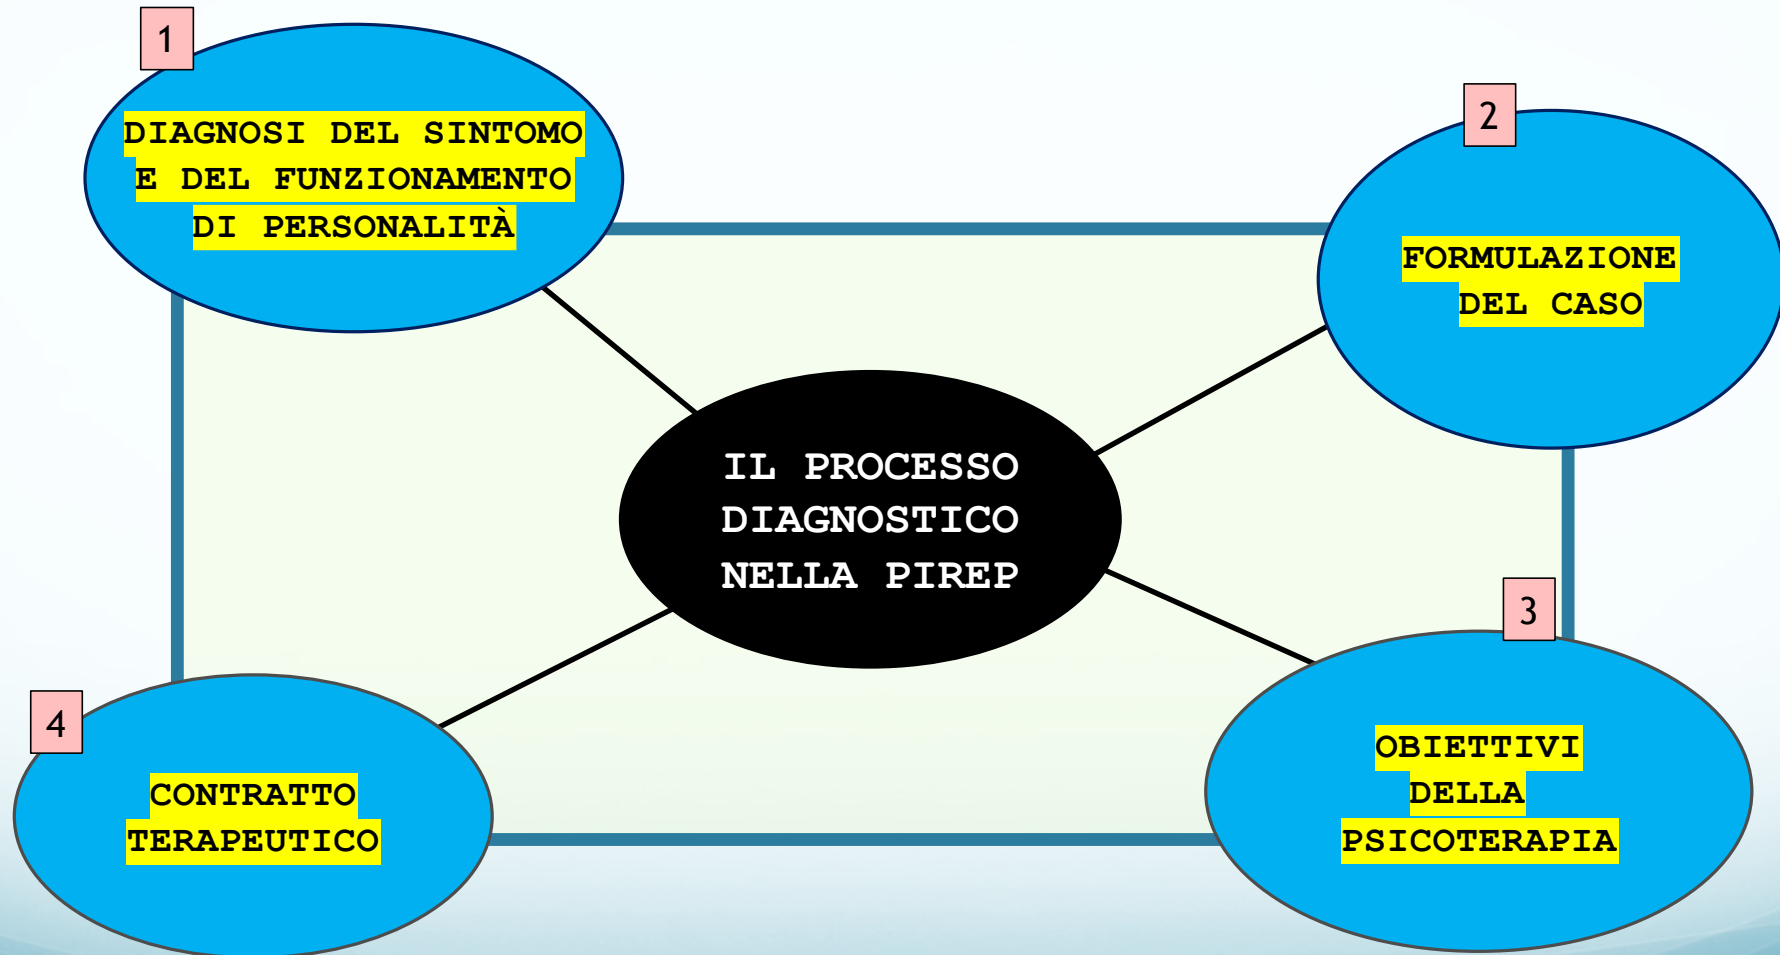 1
DIAGNOSI DEL SINTOMO
E DEL FUNZIONAMENTO
DI PERSONALITÀ
2
FORMULAZIONE
DEL CASO
IL PROCESSO
DIAGNOSTICO
NELLA PIREP
3
OBIETTIVI
DELLA
PSICOTERAPIA
4
CONTRATTO
TERAPEUTICO